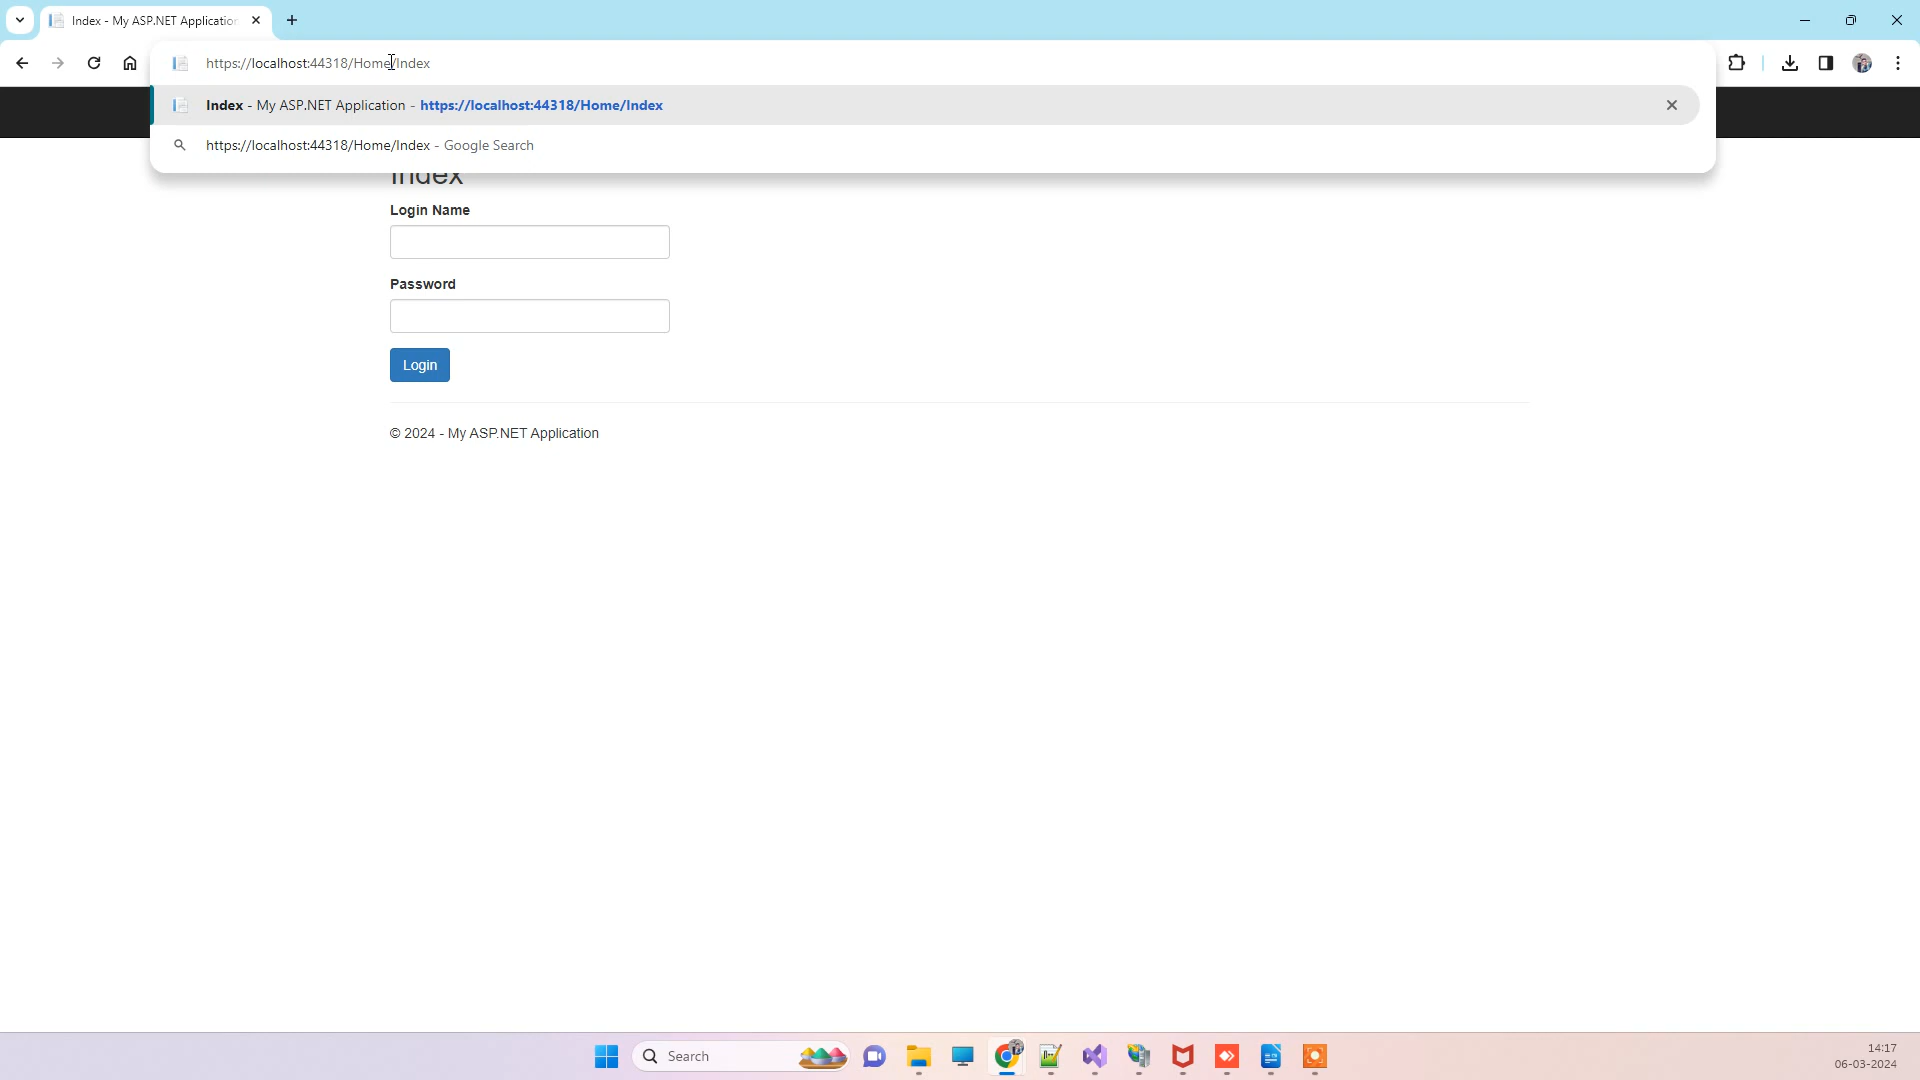 Index - My ASP.NET Application
https://localhost:44318/Home/Index
Index - My ASP.NET Application - https://localhost:44318/Home/Index
https://localhost:44318/Home/Index - Google Search
Index
Login Name
Password
Login
© 2024 - My ASP.NET Application
Search
14:17
06-03-2024